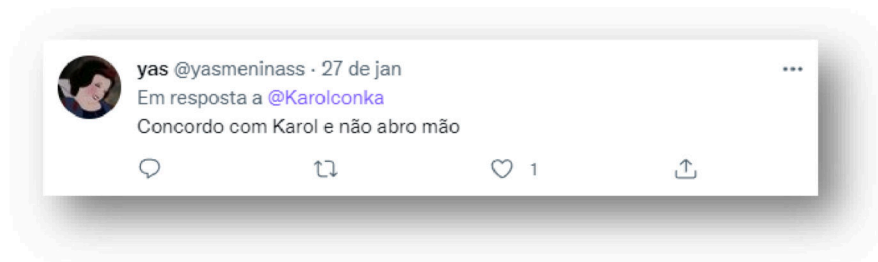 yas @yasmeninass · 27 de jan
Em resposta a @Karolconka
Concordo com Karol e não abro mão
1